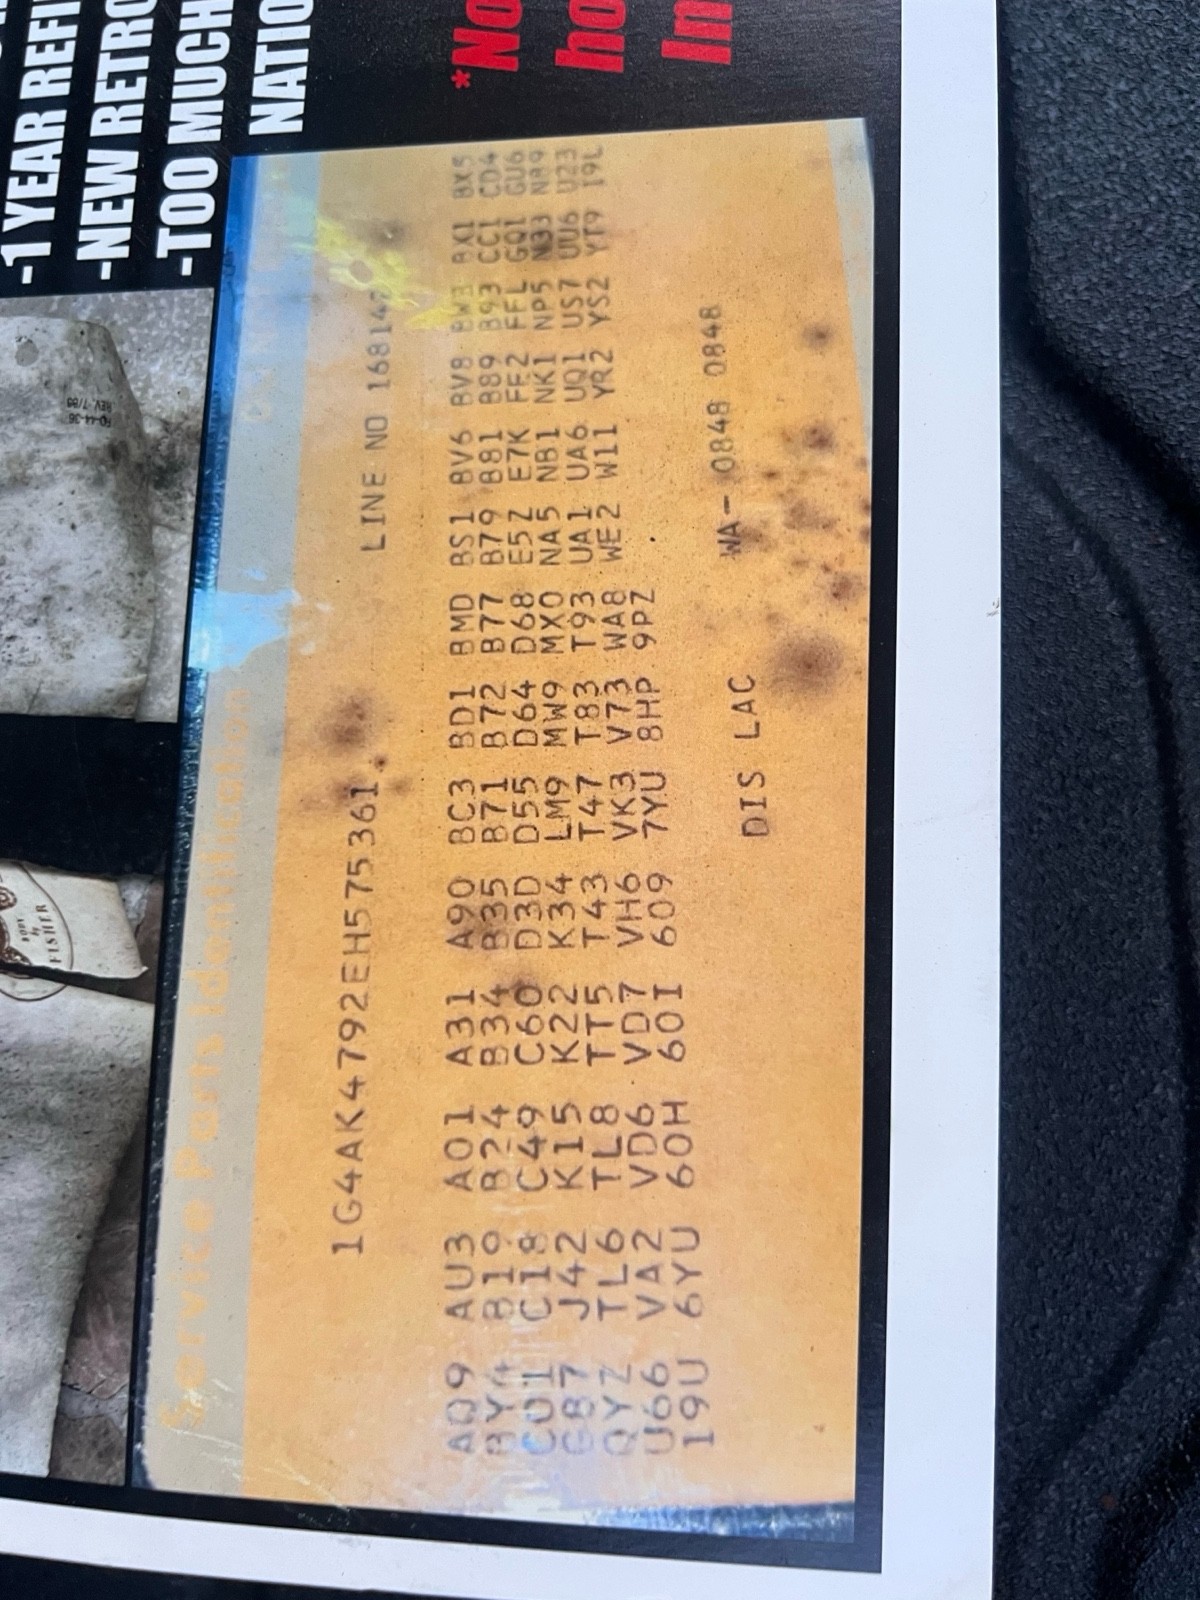 -1 YEAR REFI
-NEW RETRO
-TOO MUCH
NATIO
*No
ho
In
FO-44-36
REV. 7/89
BODY
by
FISHER
Service Parts Identification
1G4AK4792EH575361 LINE NO 168147
AQ9 AU3 A01 A31 A90 BC3 BD1 BMD BS1 BV6 BV8 BW3 BX1 BX5
BY4 B19 B24 B34 B35 B71 B72 B77 B79 B81 B89 B93 CC1 CD4
CU1 C18 C49 C60 D3D D55 D64 D68 E5Z E7K FF2 FFL GQ1 GU6
G87 J42 K15 K22 K34 LM9 MW9 MX0 NA5 NB1 NK1 NP5 N33
QYZ TL6 TL8 TT5 T43 T47 T83 T93 UA1 UA6 UQ1 US7 UU6 U23
U66 VA2 VD6 VD7 VH6 VK3 V73 WA8 WE2 W11 YR2 YS2 YT9 19L
19U 6YU 60H 60I 609 7YU 8HP 9PZ
DIS LAC WA- 0848 0848